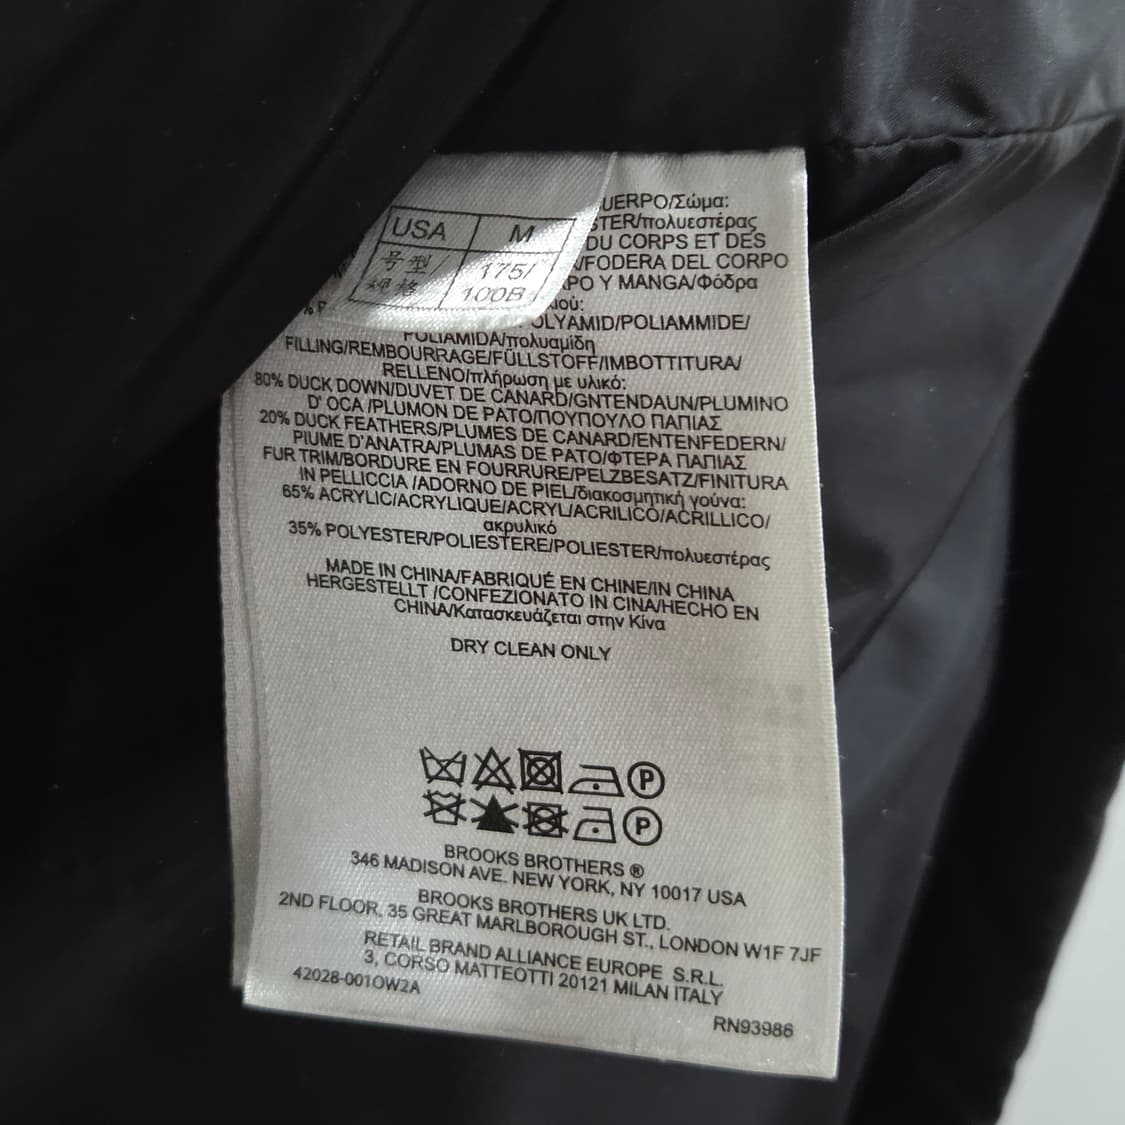 USA M
号型 175/
规格 100B
UERPO/Σώμα:
STER/πολυεστέρας
DU CORPS ET DES
/FODERA DEL CORPO
RPO Y MANGA/Φόδρα
ιού:
OLYAMID/POLIAMMIDE/
POLIAMIDA/πολυαμίδη
FILLING/REMBOURRAGE/FÜLLSTOFF/IMBOTTITURA/
RELLENO/πλήρωση με υλικό:
80% DUCK DOWN/DUVET DE CANARD/GNTENDAUN/PLUMINO
D' OCA /PLUMON DE PATO/ΠΟΥΠΟΥΛΟ ΠΑΠΙΑΣ
20% DUCK FEATHERS/PLUMES DE CANARD/ENTENFEDERN/
PIUME D'ANATRA/PLUMAS DE PATO/ΦΤΕΡΑ ΠΑΠΙΑΣ
FUR TRIM/BORDURE EN FOURRURE/PELZBESATZ/FINITURA
IN PELLICCIA /ADORNO DE PIEL/διακοσμητική γούνα:
65% ACRYLIC/ACRYLIQUE/ACRYL/ACRILICO/ACRILLICO/
ακρυλικό
35% POLYESTER/POLIESTERE/POLIESTER/πολυεστέρας
MADE IN CHINA/FABRIQUÉ EN CHINE/IN CHINA
HERGESTELLT /CONFEZIONATO IN CINA/HECHO EN
CHINA/Κατασκευάζεται στην Κίνα
DRY CLEAN ONLY
P
P
BROOKS BROTHERS ®
346 MADISON AVE. NEW YORK, NY 10017 USA
BROOKS BROTHERS UK LTD.
2ND FLOOR, 35 GREAT MARLBOROUGH ST., LONDON W1F 7JF
RETAIL BRAND ALLIANCE EUROPE S.R.L.
3, CORSO MATTEOTTI 20121 MILAN ITALY
42028-001OW2A
RN93986